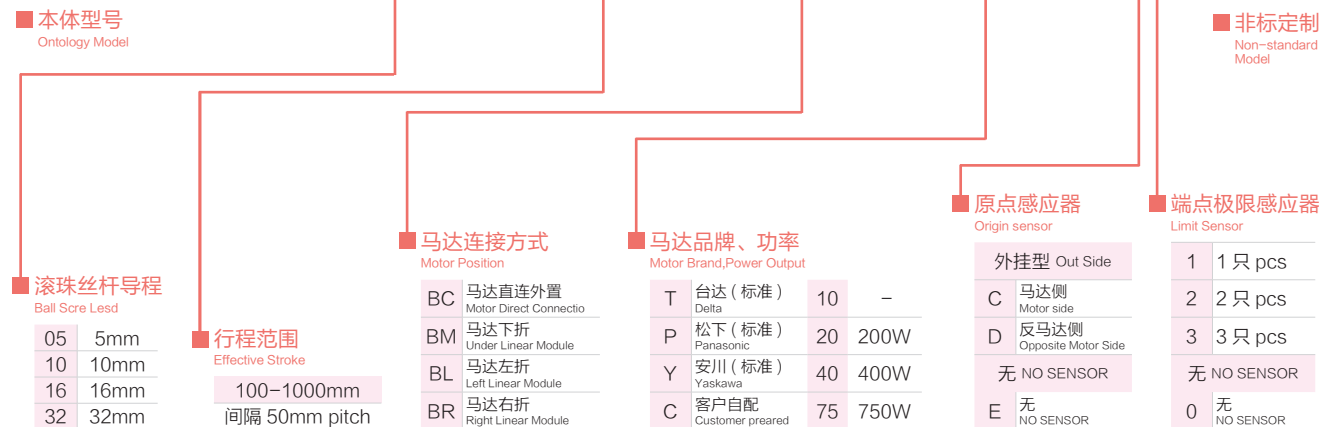 本体型号
Ontology Model
非标定制
Non-standard
Model
滚珠丝杆导程
Ball Scre Lesd
05 5mm
10 10mm
16 16mm
32 32mm
行程范围
Effective Stroke
100-1000mm
间隔 50mm pitch
马达连接方式
Motor Position
BC 马达直连外置
Motor Direct Connectio
BM 马达下折
Under Linear Module
BL 马达左折
Left Linear Module
BR 马达右折
Right Linear Module
马达品牌、功率
Motor Brand,Power Output
T 台达 ( 标准 ) 10 -
Delta
P 松下 ( 标准 ) 20 200W
Panasonic
Y 安川 ( 标准 ) 40 400W
Yaskawa
C 客户自配 75 750W
Customer preared
原点感应器
Origin sensor
外挂型 Out Side
C 马达侧
Motor side
D 反马达侧
Opposite Motor Side
无 NO SENSOR
E 无
NO SENSOR
端点极限感应器
Limit Sensor
1 1 只 pcs
2 2 只 pcs
3 3 只 pcs
无 NO SENSOR
0 无
NO SENSOR